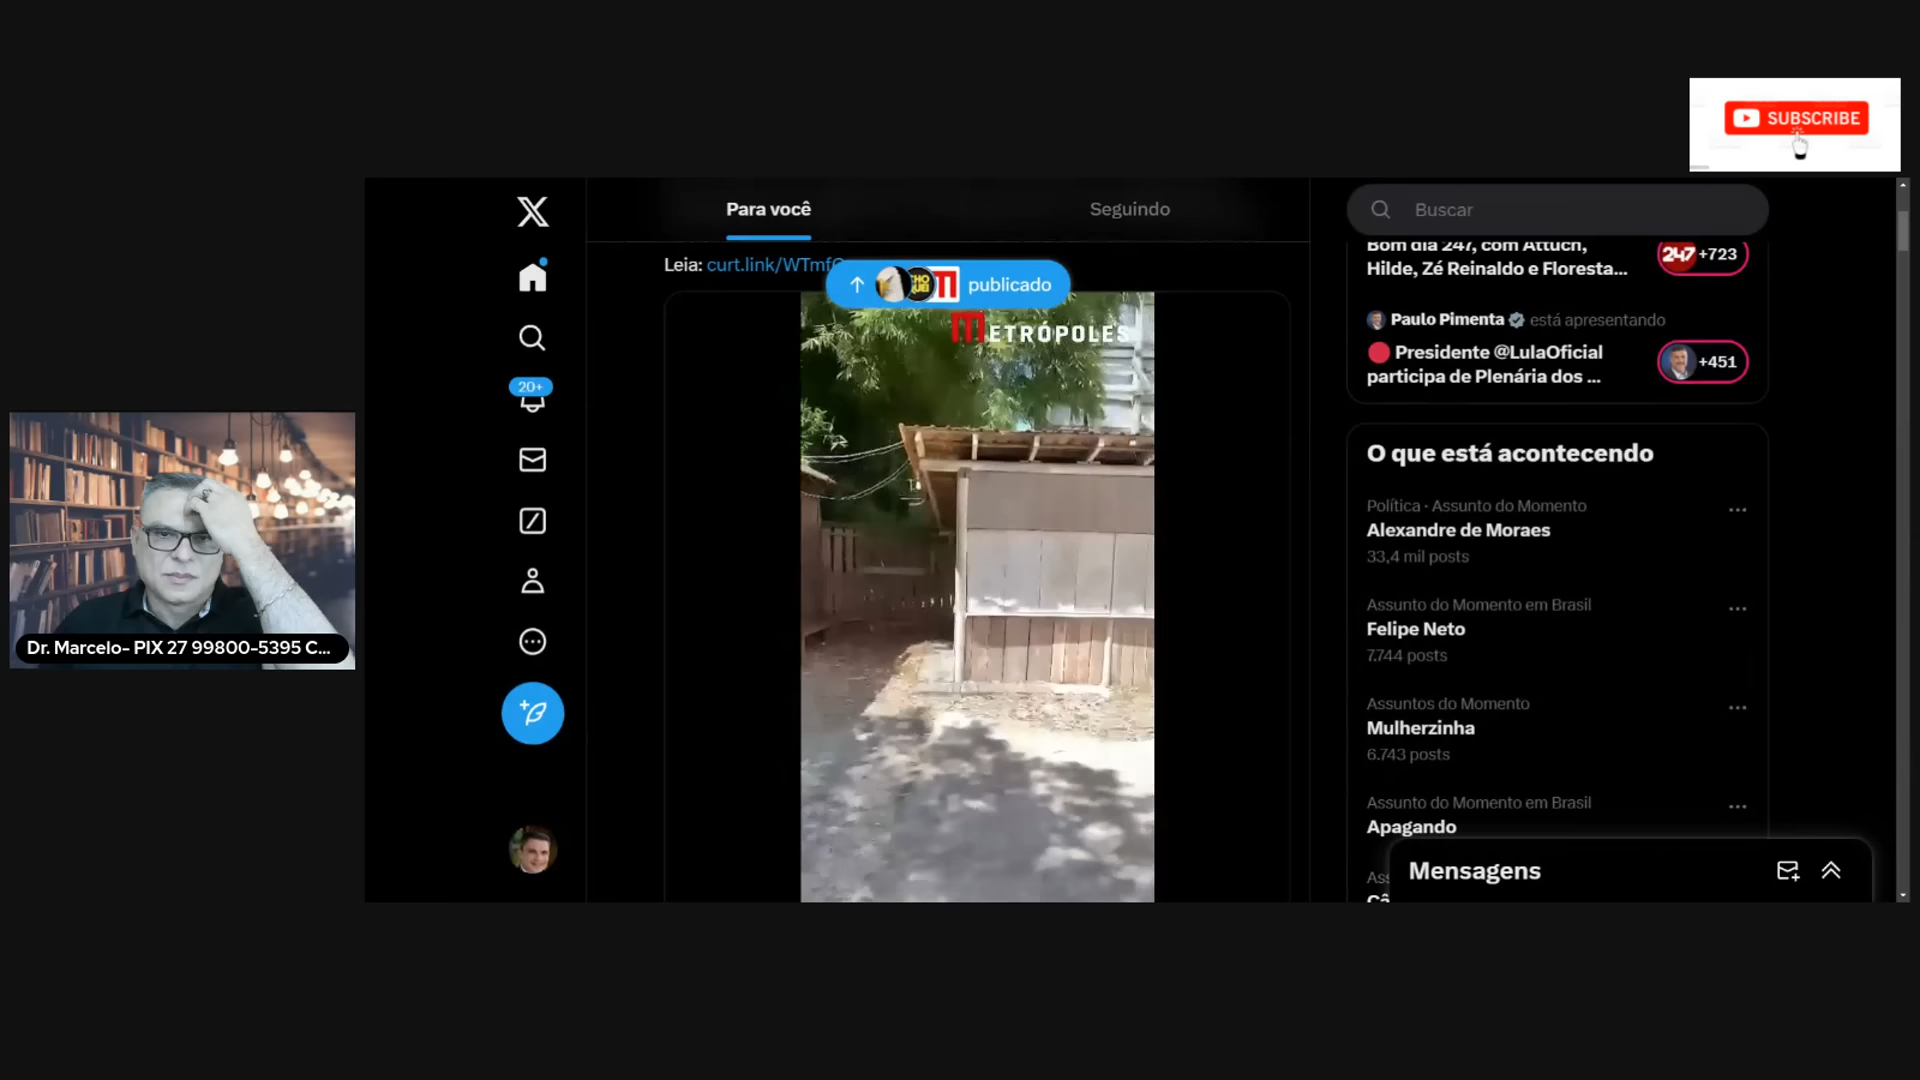 SUBSCRIBE
Para você
Seguindo
Buscar
Leia: curt.link/WTmf
publicado
METRÓPOLES
20+
Bom dia 247, com Attuch,
Hilde, Zé Reinaldo e Floresta...
247 +723
Paulo Pimenta está apresentando
Presidente @LulaOficial
participa de Plenária dos ...
+451
O que está acontecendo
Política · Assunto do Momento
Alexandre de Moraes
33,4 mil posts
Assunto do Momento em Brasil
Felipe Neto
7.744 posts
Assuntos do Momento
Mulherzinha
6.743 posts
Assunto do Momento em Brasil
Apagando
Mensagens
Dr. Marcelo- PIX 27 99800-5395 C...